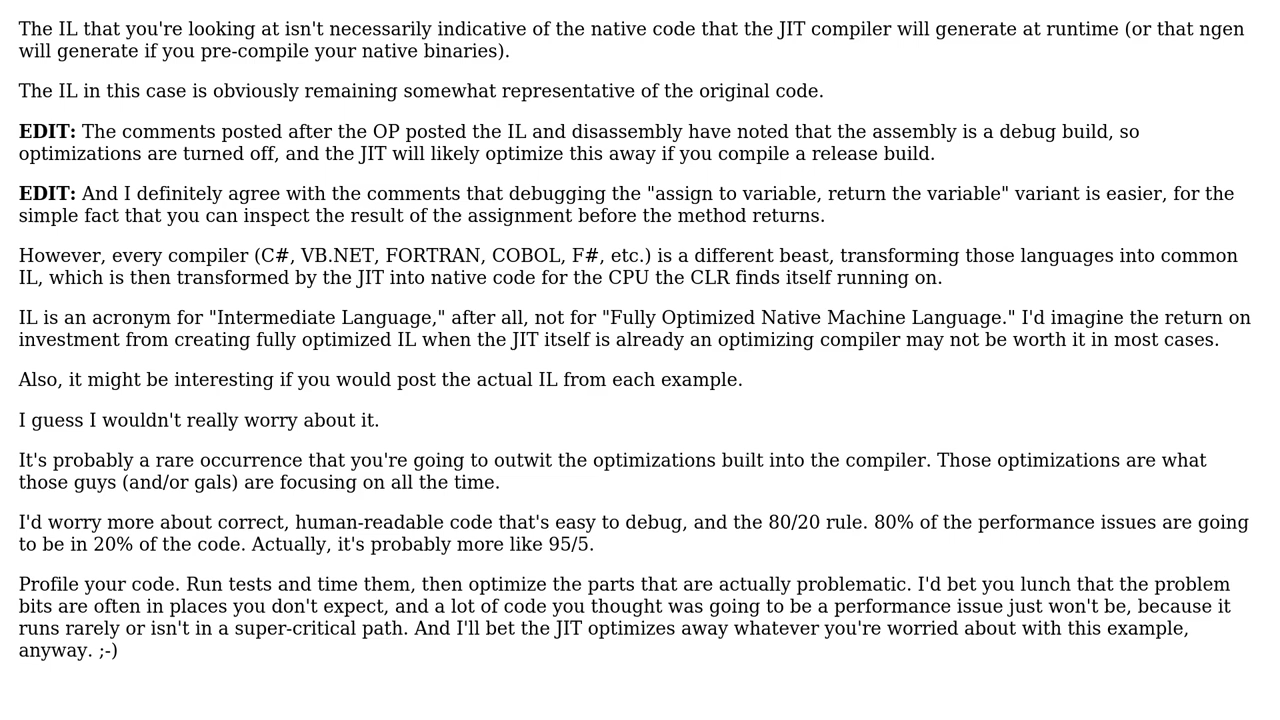 The IL that you're looking at isn't necessarily indicative of the native code that the JIT compiler will generate at runtime (or that ngen
will generate if you pre-compile your native binaries).
The IL in this case is obviously remaining somewhat representative of the original code.
EDIT: The comments posted after the OP posted the IL and disassembly have noted that the assembly is a debug build, so
optimizations are turned off, and the JIT will likely optimize this away if you compile a release build.
EDIT: And I definitely agree with the comments that debugging the "assign to variable, return the variable" variant is easier, for the
simple fact that you can inspect the result of the assignment before the method returns.
However, every compiler (C#, VB.NET, FORTRAN, COBOL, F#, etc.) is a different beast, transforming those languages into common
IL, which is then transformed by the JIT into native code for the CPU the CLR finds itself running on.
IL is an acronym for "Intermediate Language," after all, not for "Fully Optimized Native Machine Language." I'd imagine the return on
investment from creating fully optimized IL when the JIT itself is already an optimizing compiler may not be worth it in most cases.
Also, it might be interesting if you would post the actual IL from each example.
I guess I wouldn't really worry about it.
It's probably a rare occurrence that you're going to outwit the optimizations built into the compiler. Those optimizations are what
those guys (and/or gals) are focusing on all the time.
I'd worry more about correct, human-readable code that's easy to debug, and the 80/20 rule. 80% of the performance issues are going
to be in 20% of the code. Actually, it's probably more like 95/5.
Profile your code. Run tests and time them, then optimize the parts that are actually problematic. I'd bet you lunch that the problem
bits are often in places you don't expect, and a lot of code you thought was going to be a performance issue just won't be, because it
runs rarely or isn't in a super-critical path. And I'll bet the JIT optimizes away whatever you're worried about with this example,
anyway. ;-)